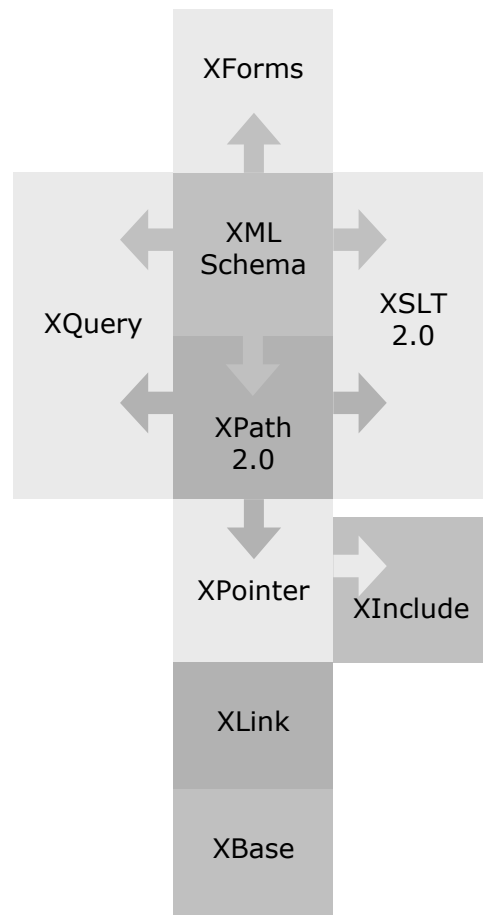 XForms
XML
Schema
XQuery
XSLT
2.0
XPath
2.0
XPointer
XInclude
XLink
XBase